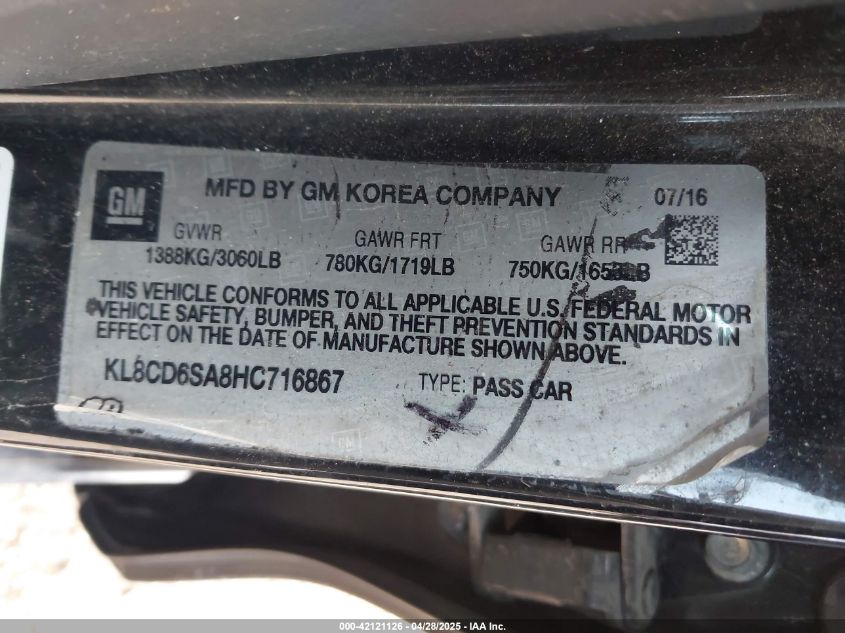 GM
MFD BY GM KOREA COMPANY
07/16
GVWR
GAWR FRT
GAWR RR
1388KG/3060LB
780KG/1719LB
750KG/1653LB
THIS VEHICLE CONFORMS TO ALL APPLICABLE U.S. FEDERAL MOTOR
VEHICLE SAFETY, BUMPER, AND THEFT PREVENTION STANDARDS IN
EFFECT ON THE DATE OF MANUFACTURE SHOWN ABOVE.
KL8CD6SA8HC716867
TYPE: PASS CAR
000-42121126 - 04/28/2025 - IAA Inc.